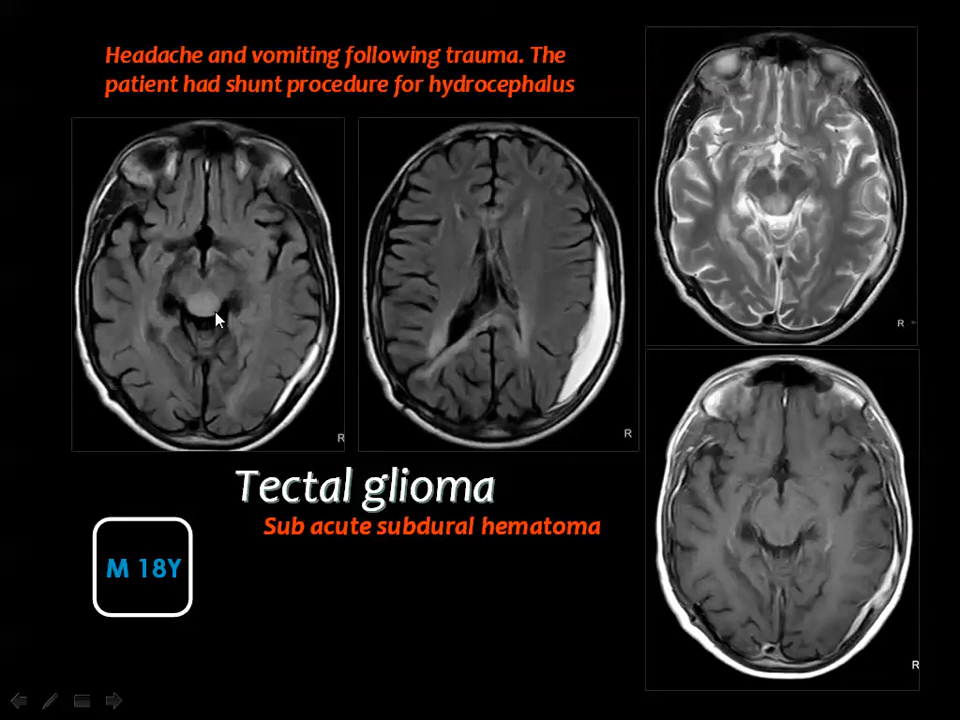 Headache and vomiting following trauma. The
patient had shunt procedure for hydrocephalus
R
R
R
R
Tectal glioma
Sub acute subdural hematoma
M 18Y